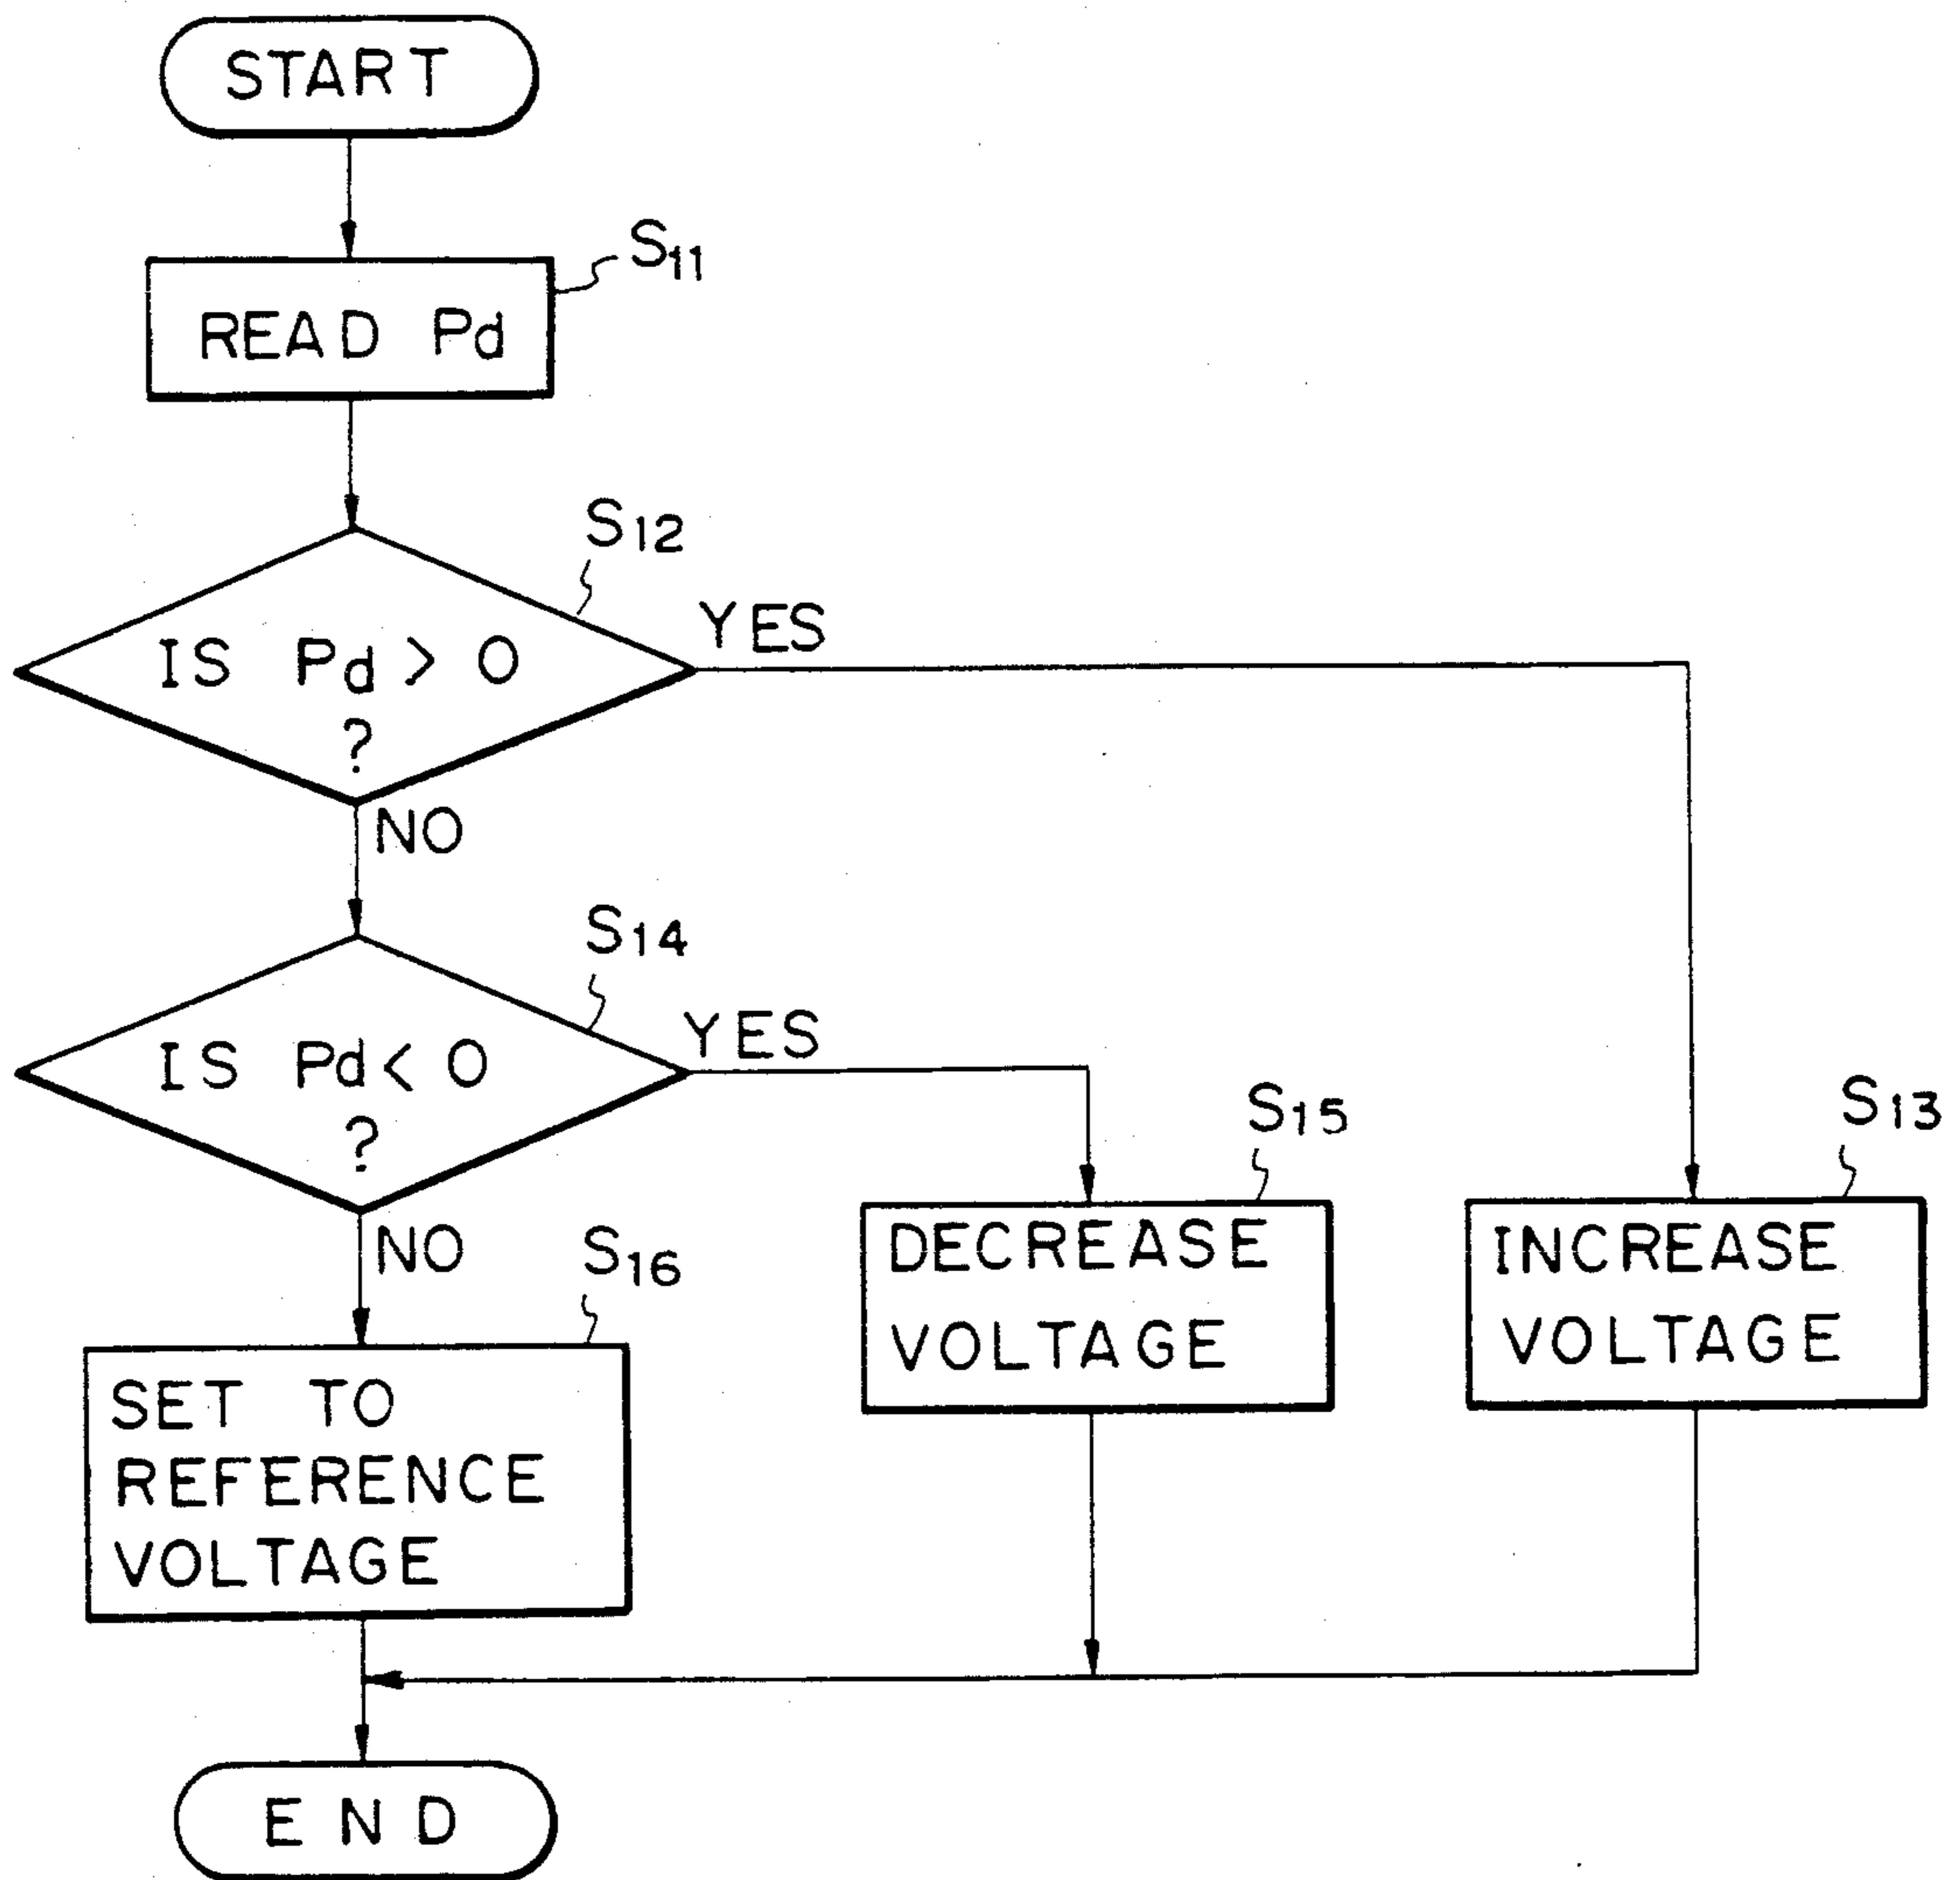 START
S11
READ Pd
S12
IS Pd > 0
?
YES
NO
S14
IS Pd < 0
?
YES
NO
S15
DECREASE
VOLTAGE
S13
INCREASE
VOLTAGE
S16
SET TO
REFERENCE
VOLTAGE
END